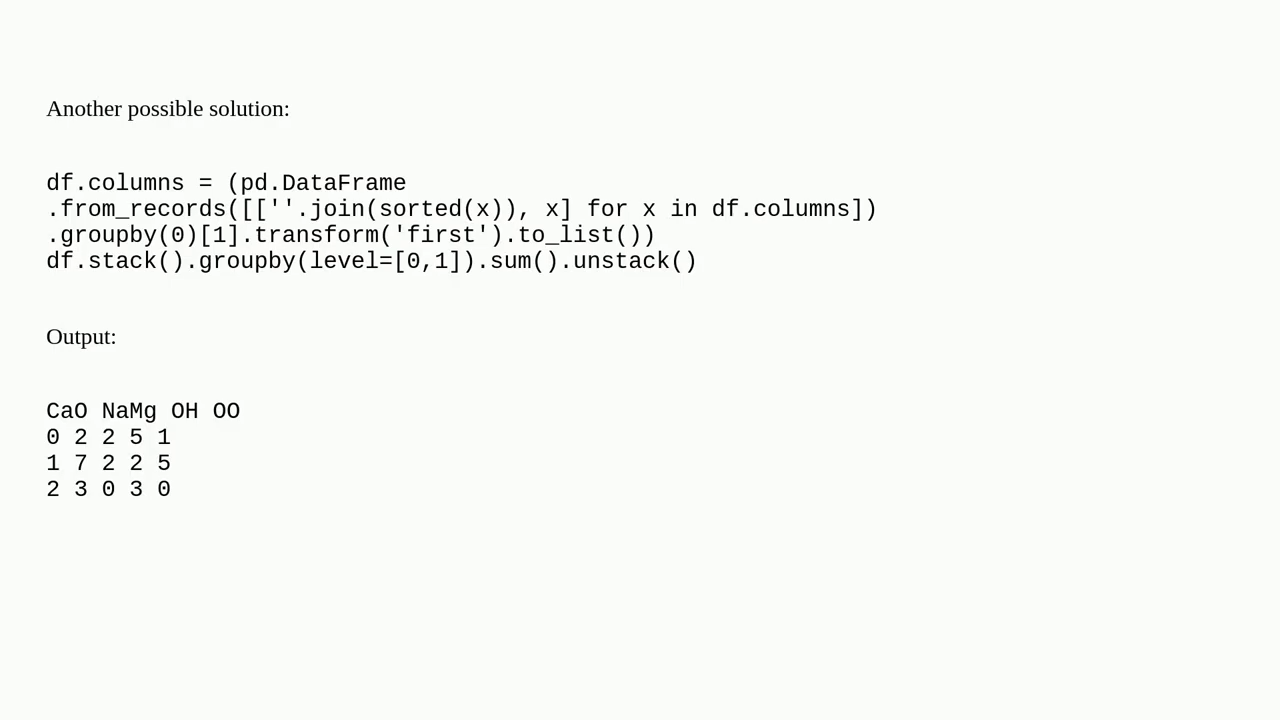 Another possible solution:
df.columns = (pd.DataFrame
.from_records([[''.join(sorted(x)), x] for x in df.columns])
.groupby(0)[1].transform('first').to_list())
df.stack().groupby(level=[0,1]).sum().unstack()
Output:
CaO NaMg OH OO
0 2 2 5 1
1 7 2 2 5
2 3 0 3 0